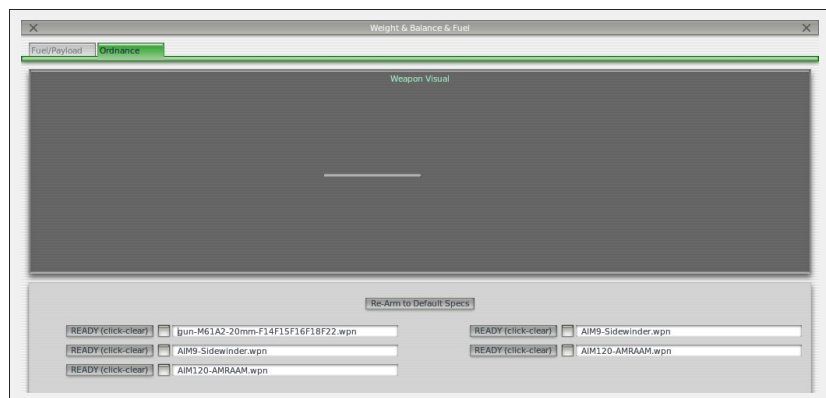 Weight & Balance & Fuel
Fuel/Payload Ordnance
Weapon Visual
Re-Arm to Default Specs
READY (click-clear) gun-M61A2-20mm-F14F15F16F18F22.wpn READY (click-clear) AIM9-Sidewinder.wpn
READY (click-clear) AIM9-Sidewinder.wpn READY (click-clear) AIM120-AMRAAM.wpn
READY (click-clear) AIM120-AMRAAM.wpn